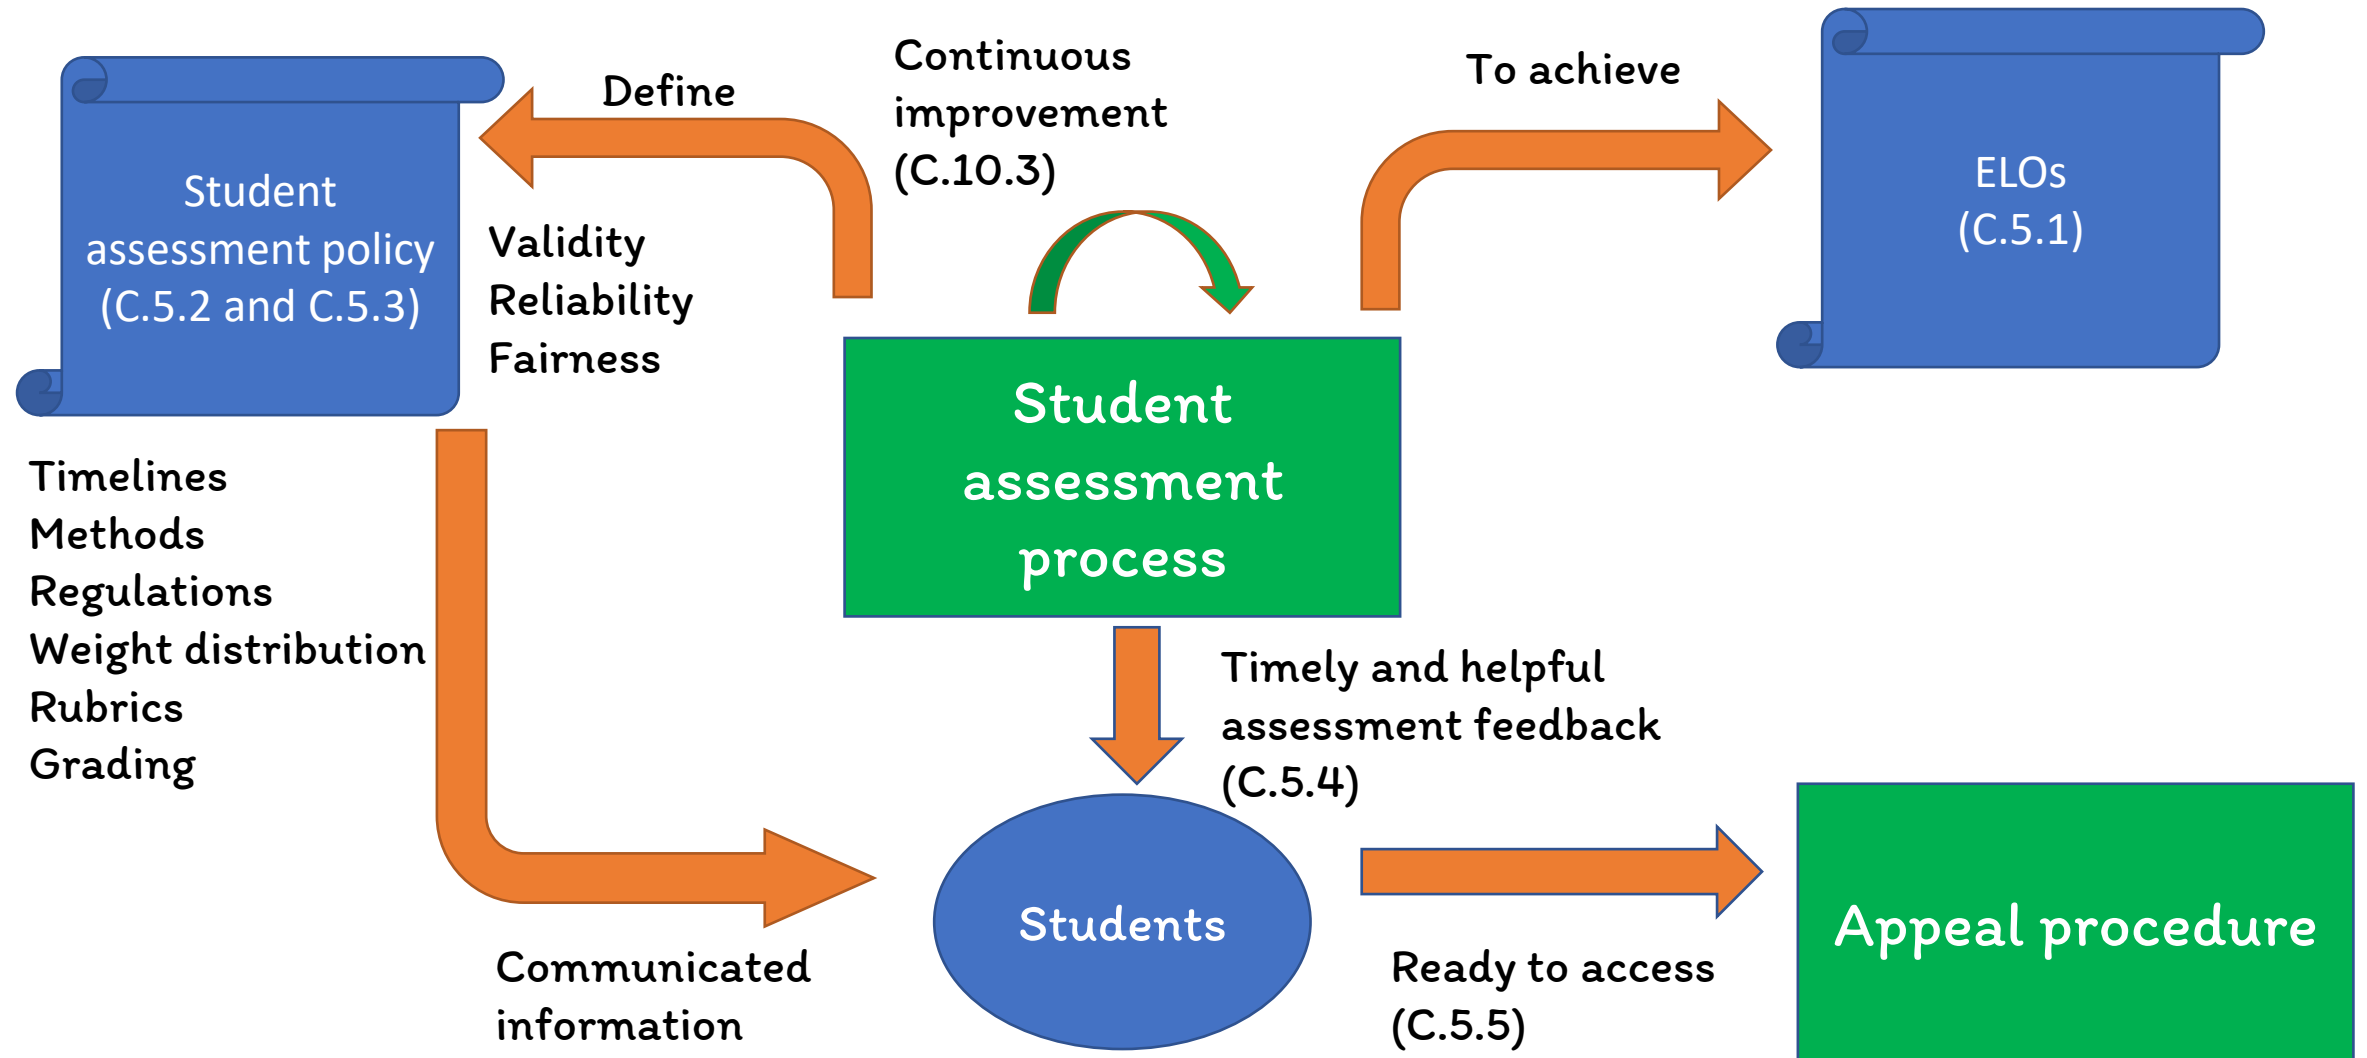 Student
assessment policy
(C.5.2 and C.5.3)
Define
Continuous
improvement
(C.10.3)
To achieve
ELOs
(C.5.1)
Validity
Reliability
Fairness
Student
assessment
process
Timelines
Methods
Regulations
Weight distribution
Rubrics
Grading
Timely and helpful
assessment feedback
(C.5.4)
Communicated
information
Students
Ready to access
(C.5.5)
Appeal procedure